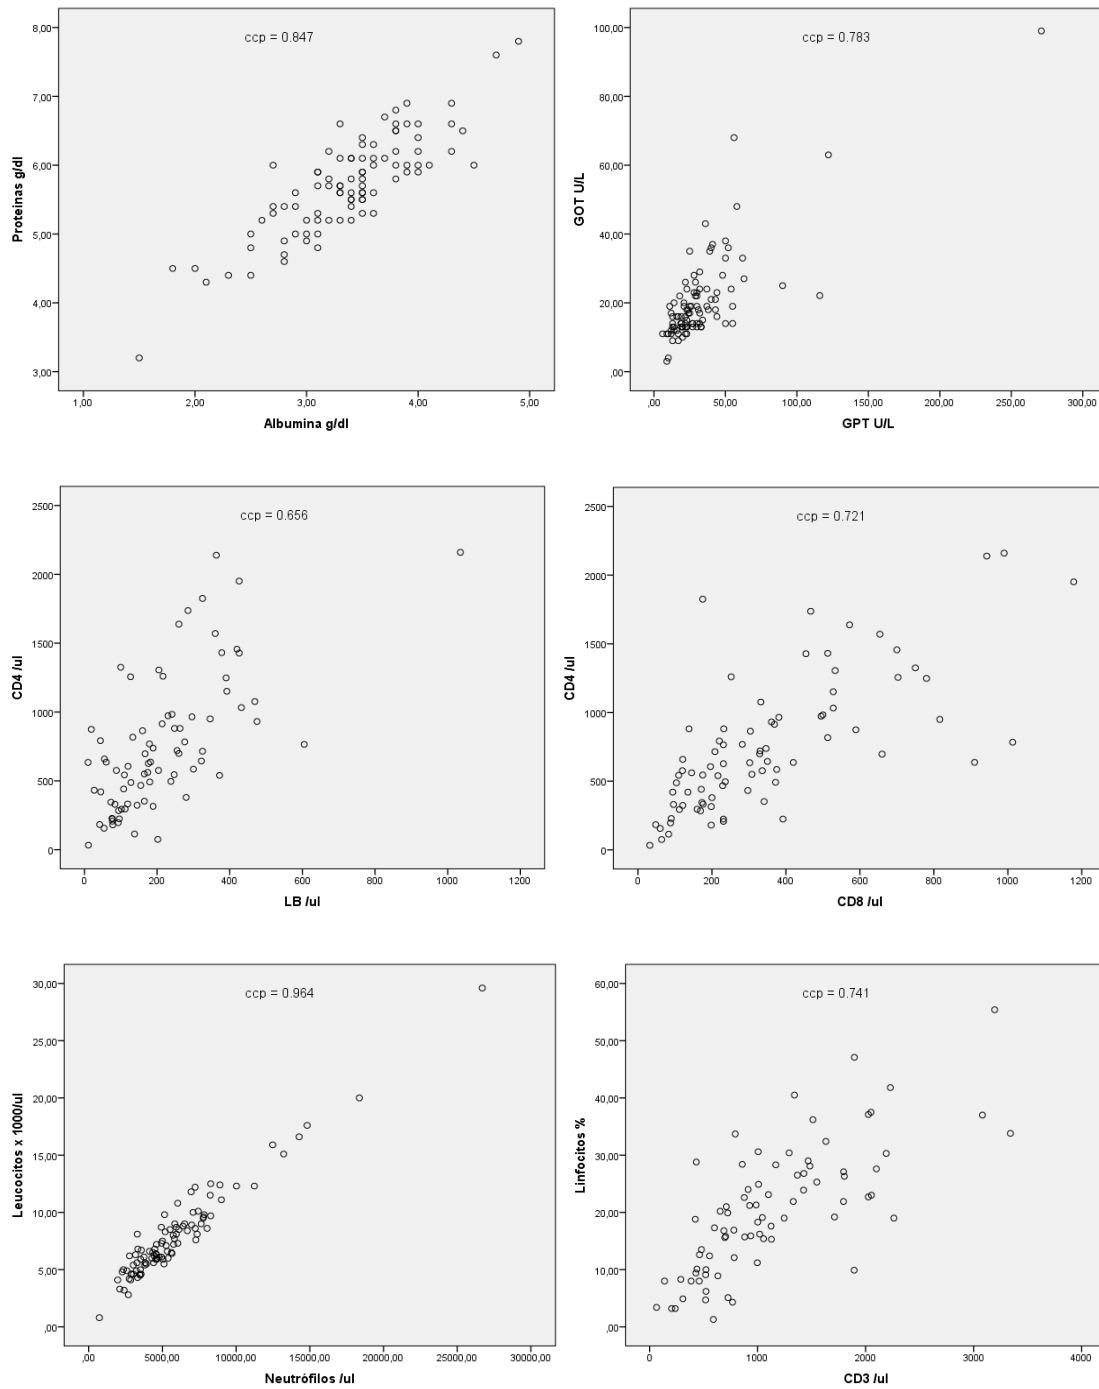 ccp = 0.847
Proteinas g/dl
8,00
7,00
6,00
5,00
4,00
3,00
1,00 2,00 3,00 4,00 5,00
Albumina g/dl
ccp = 0.783
GOT U/L
100,00
80,00
60,00
40,00
20,00
,00
,00 50,00 100,00 150,00 200,00 250,00 300,00
GPT U/L
ccp = 0.656
CD4 /ul
2500
2000
1500
1000
500
0
0 200 400 600 800 1000 1200
LB /ul
ccp = 0.721
CD4 /ul
2500
2000
1500
1000
500
0
0 200 400 600 800 1000 1200
CD8 /ul
ccp = 0.964
Leucocitos x 1000/ul
30,00
25,00
20,00
15,00
10,00
5,00
,00
,00 5000,00 10000,00 15000,00 20000,00 25000,00 30000,00
Neutrófilos /ul
ccp = 0.741
Linfocitos %
60,00
50,00
40,00
30,00
20,00
10,00
,00
0 1000 2000 3000 4000
CD3 /ul